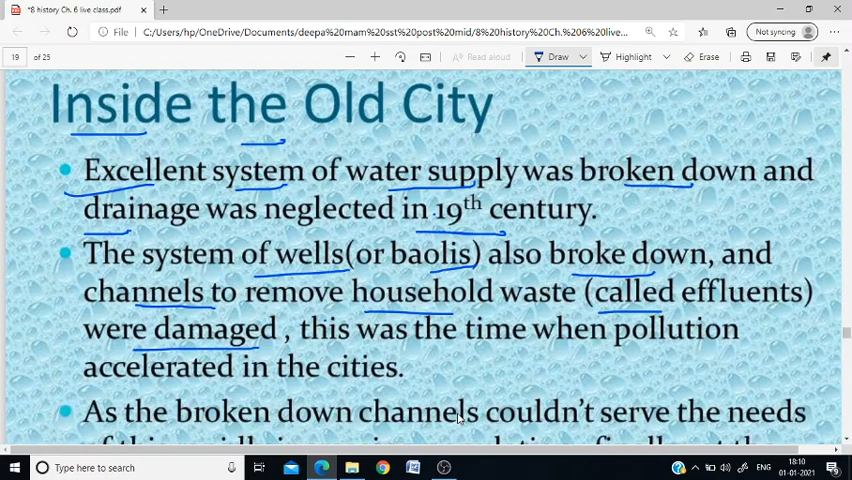 *8 history Ch. 6 live class.pdf
File
C:/Users/hp/OneDrive/Documents/deepa%20mam%20sst%20post%20mid/8%20history%20Ch.%206%20live...
Not syncing
19 of 25
Read aloud
Draw
Highlight
Erase
Inside the Old City
Excellent system of water supply was broken down and
drainage was neglected in 19th century.
The system of wells(or baolis) also broke down, and
channels to remove household waste (called effluents)
were damaged , this was the time when pollution
accelerated in the cities.
As the broken down channels couldn't serve the needs
Type here to search
ENG
18:10
01-01-2021